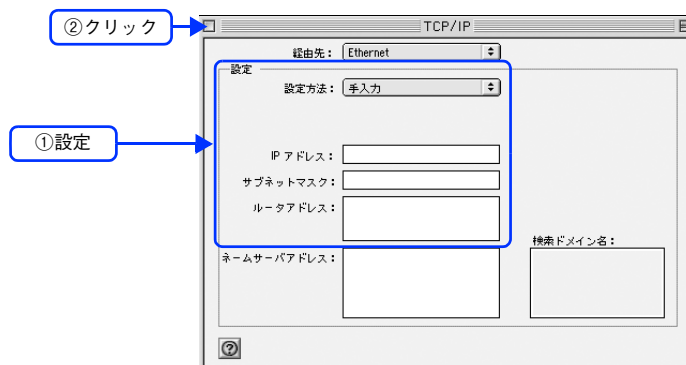 ②クリック
TCP/IP
経由先： Ethernet
設定
設定方法： 手入力
①設定
IP アドレス：
サブネットマスク：
ルータアドレス：
検索ドメイン名：
ネームサーバアドレス：
?